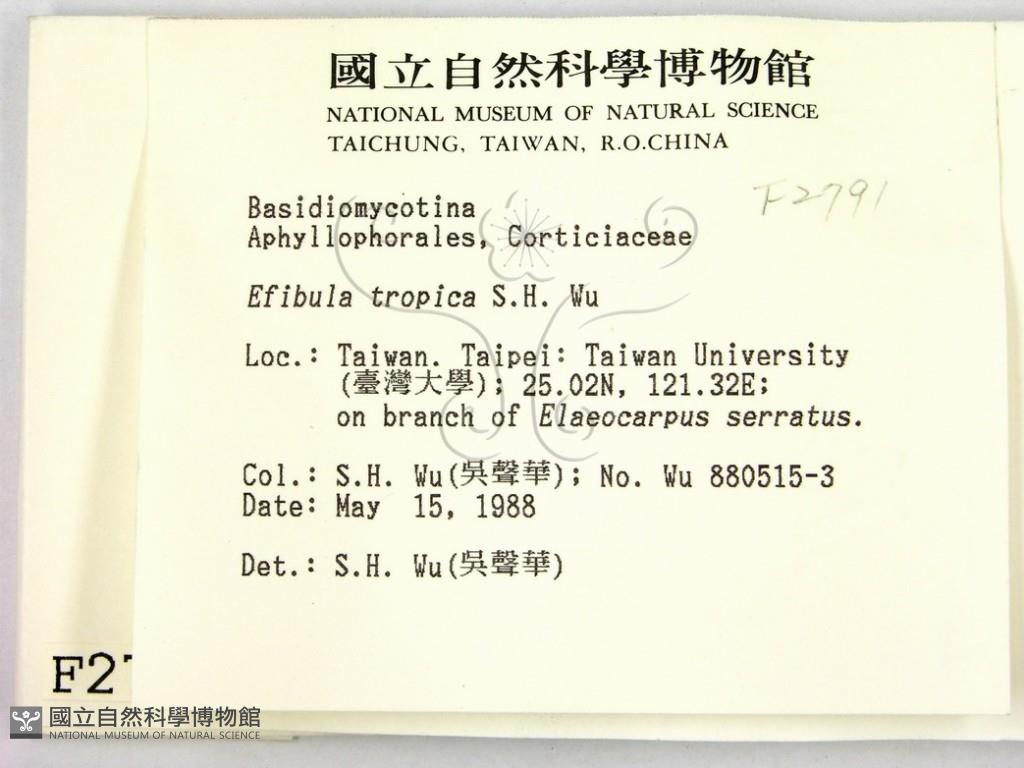 國立自然科學博物館
NATIONAL MUSEUM OF NATURAL SCIENCE
TAICHUNG, TAIWAN, R.O.CHINA
F2791
Basidiomycotina
Aphyllophorales, Corticiaceae
Efibula tropica S.H. Wu
Loc.: Taiwan. Taipei: Taiwan University
(臺灣大學); 25.02N, 121.32E;
on branch of Elaeocarpus serratus.
Col.: S.H. Wu(吳聲華); No. Wu 880515-3
Date: May 15, 1988
Det.: S.H. Wu(吳聲華)
F27
國立自然科學博物館
NATIONAL MUSEUM OF NATURAL SCIENCE